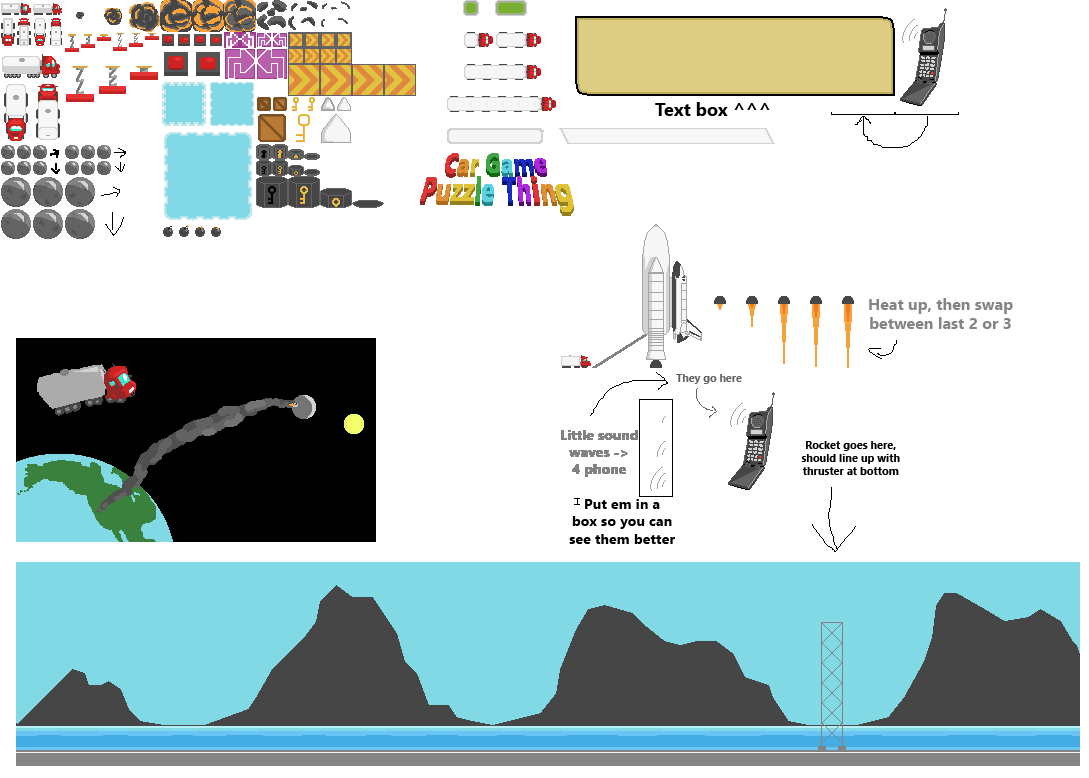 Text box ^^^
Car Game
Puzzle Thing
Heat up, then swap
between last 2 or 3
They go here
Little sound
waves ->
4 phone
Put em in a
box so you can
see them better
Rocket goes here,
should line up with
thruster at bottom